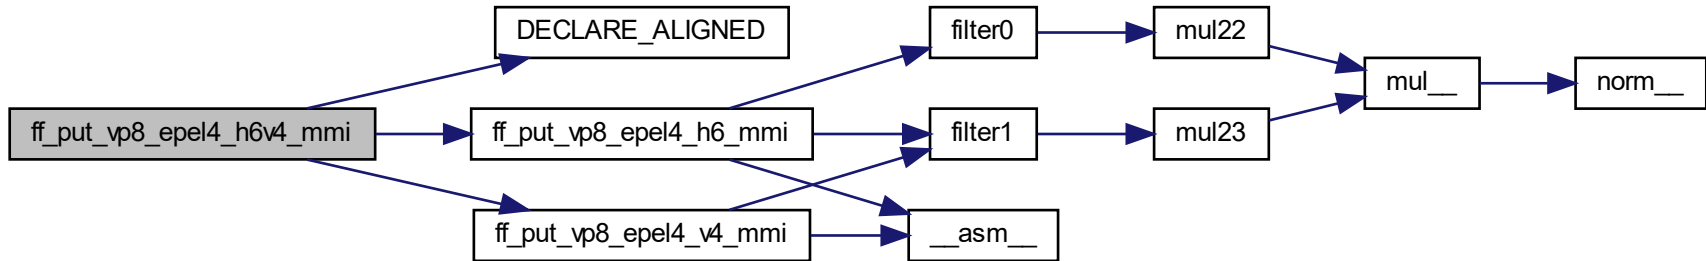 DECLARE_ALIGNED
filter0
mul22
mul__
norm__
ff_put_vp8_epel4_h6v4_mmi
ff_put_vp8_epel4_h6_mmi
filter1
mul23
ff_put_vp8_epel4_v4_mmi
__asm__